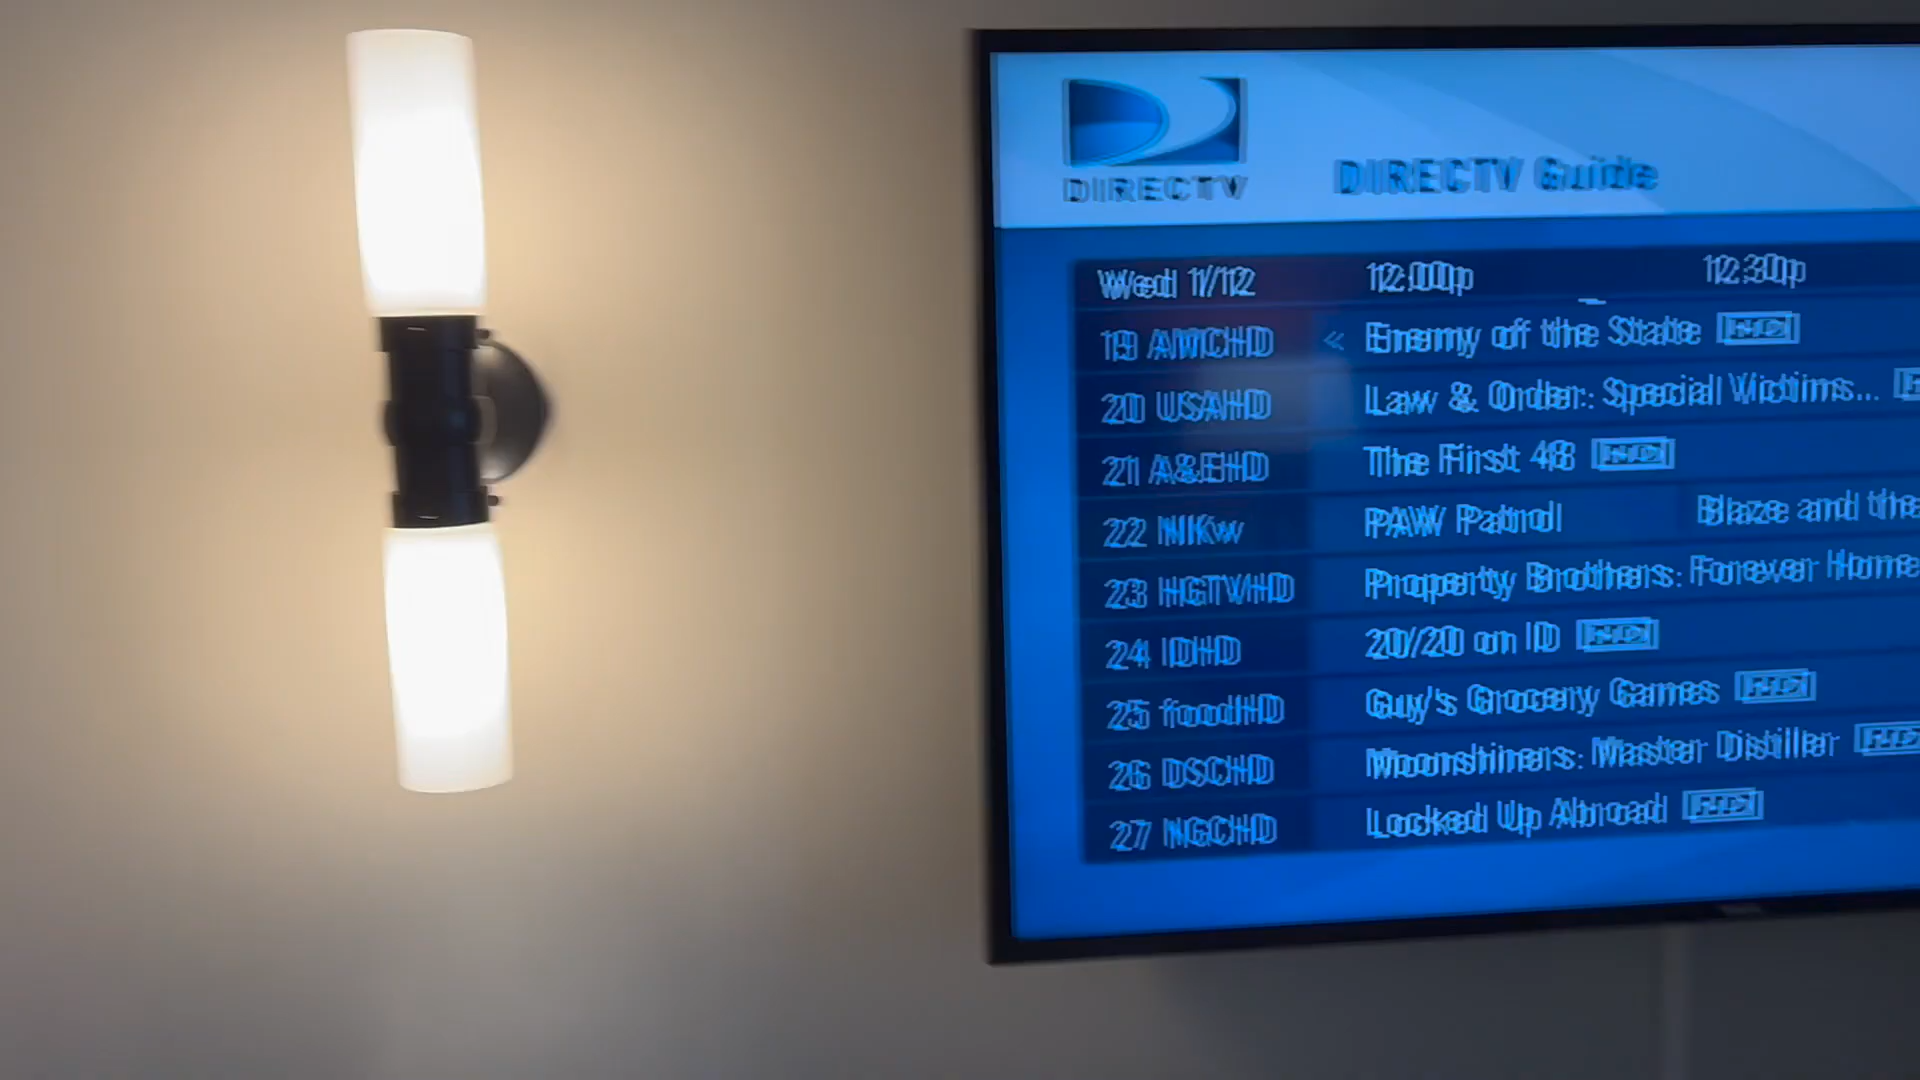 DIRECTV
DIRECTV Guide
Wed 1/12 12:00p 12:30p
19 AMCHD « Enemy of the State HD
20 USAHD Law & Order: Special Victims...
21 A&EHD The First 48 HD
22 NIKw PAW Patrol Blaze and the
23 HGTVHD Property Brothers: Forever Home
24 IDHD 20/20 on ID HD
25 foodHD Guy's Grocery Games HD
26 DSCHD Moonshiners: Master Distiller HD
27 NGCHD Locked Up Abroad HD